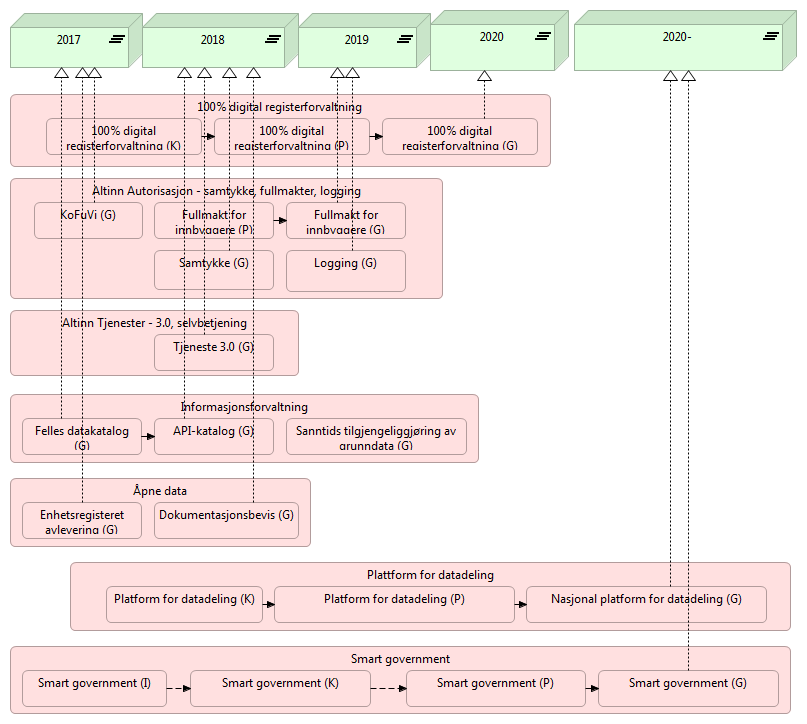 2017
2018
2019
2020
2020-
100% digital registerforvaltning
100% digital
registerforvaltning (K)
100% digital
registerforvaltning (P)
100% digital
registerforvaltning (G)
Altinn Autorisasjon - samtykke, fullmakter, logging
KoFuVi (G)
Fullmakt for
innbyggere (P)
Fullmakt for
innbyggere (G)
Samtykke (G)
Logging (G)
Altinn Tjenester - 3.0, selvbetjening
Tjeneste 3.0 (G)
Informasjonsforvaltning
Felles datakatalog
(G)
API-katalog (G)
Sanntids tilgjengeliggjøring av
grunndata (G)
Åpne data
Enhetsregisteret
avlevering (G)
Dokumentasjonsbevis (G)
Plattform for datadeling
Platform for datadeling (K)
Platform for datadeling (P)
Nasjonal platform for datadeling (G)
Smart government
Smart government (I)
Smart government (K)
Smart government (P)
Smart government (G)